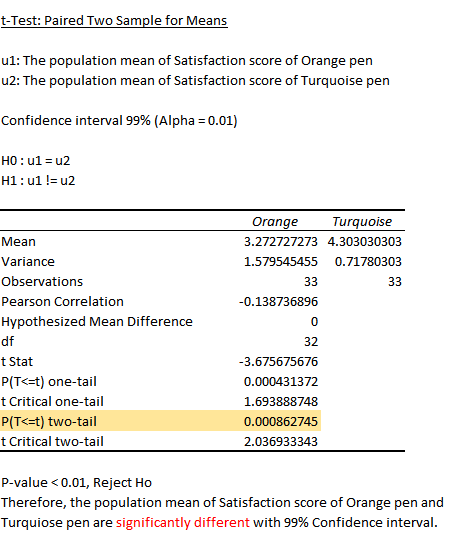 t-Test: Paired Two Sample for Means
u1: The population mean of Satisfaction score of Orange pen
u2: The population mean of Satisfaction score of Turquoise pen
Confidence interval 99% (Alpha = 0.01)
H0 : u1 = u2
H1 : u1 != u2
Orange Turquoise
Mean 3.272727273 4.303030303
Variance 1.579545455 0.71780303
Observations 33 33
Pearson Correlation -0.138736896
Hypothesized Mean Difference 0
df 32
t Stat -3.675675676
P(T<=t) one-tail 0.000431372
t Critical one-tail 1.693888748
P(T<=t) two-tail 0.000862745
t Critical two-tail 2.036933343
P-value < 0.01, Reject Ho
Therefore, the population mean of Satisfaction score of Orange pen and
Turquiose pen are significantly different with 99% Confidence interval.